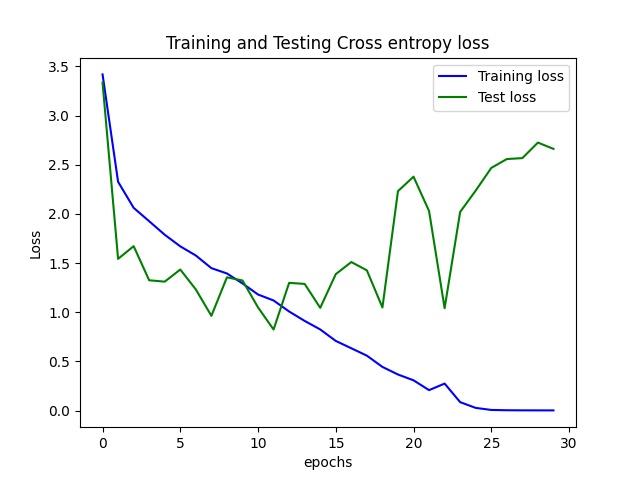 Training and Testing Cross entropy loss
Training loss
Test loss
3.5
3.0
2.5
2.0
1.5
1.0
0.5
0.0
Loss
0 5 10 15 20 25 30
epochs